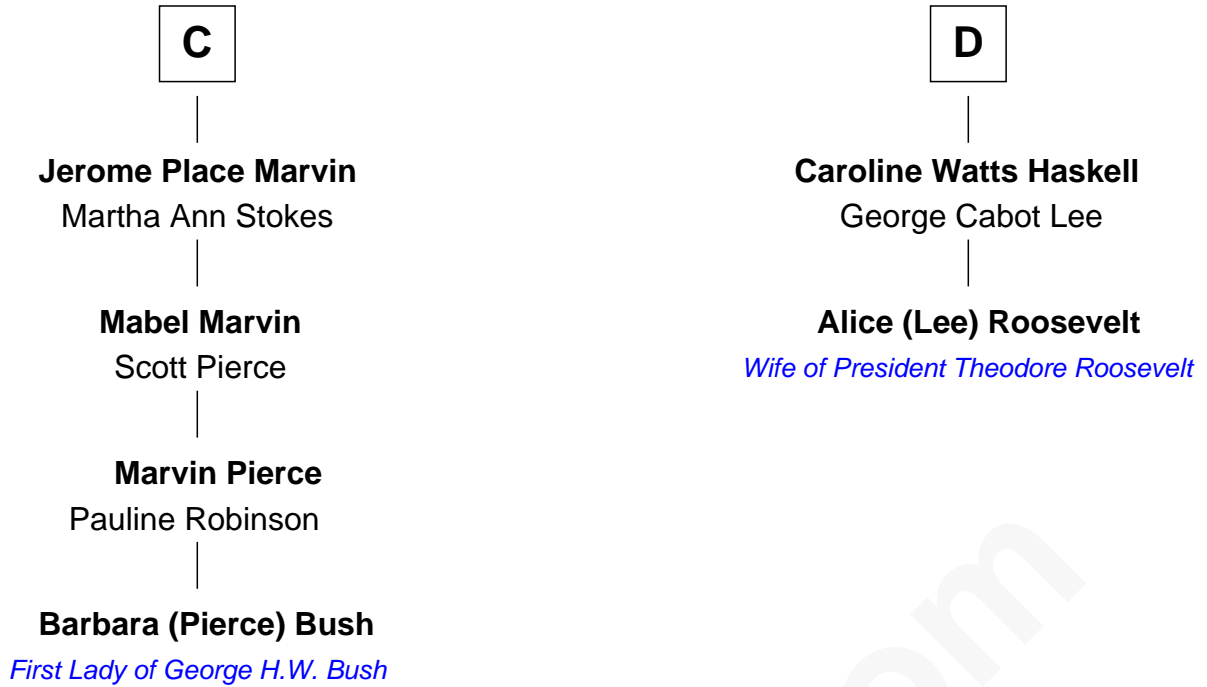 C
Jerome Place Marvin
Martha Ann Stokes
Mabel Marvin
Scott Pierce
Marvin Pierce
Pauline Robinson
Barbara (Pierce) Bush
First Lady of George H.W. Bush
D
Caroline Watts Haskell
George Cabot Lee
Alice (Lee) Roosevelt
Wife of President Theodore Roosevelt
om